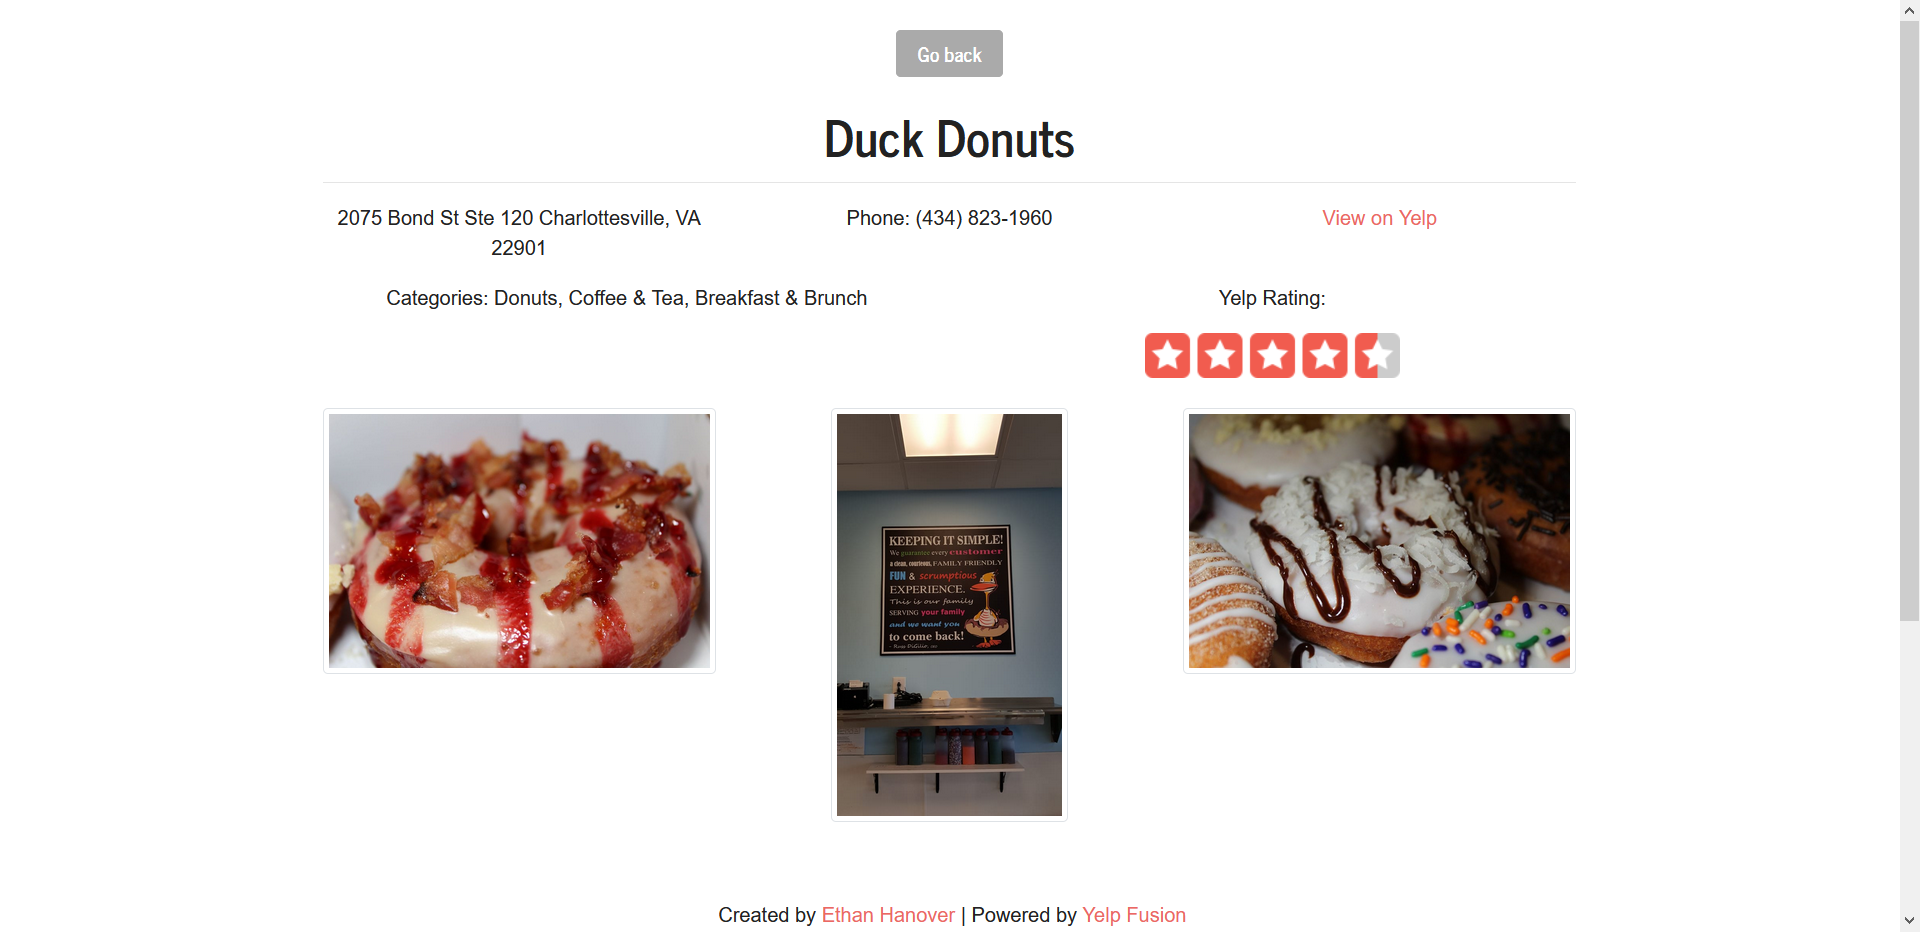 Go back
Duck Donuts
2075 Bond St Ste 120 Charlottesville, VA
22901
Phone: (434) 823-1960
View on Yelp
Categories: Donuts, Coffee & Tea, Breakfast & Brunch
Yelp Rating:
KEEPING IT SIMPLE!
We guarantee every customer
a clean, courteous, FAMILY FRIENDLY
FUN & scrumptious
EXPERIENCE.
This is our family
SERVING your family
and we want you
to come back!
Created by Ethan Hanover | Powered by Yelp Fusion